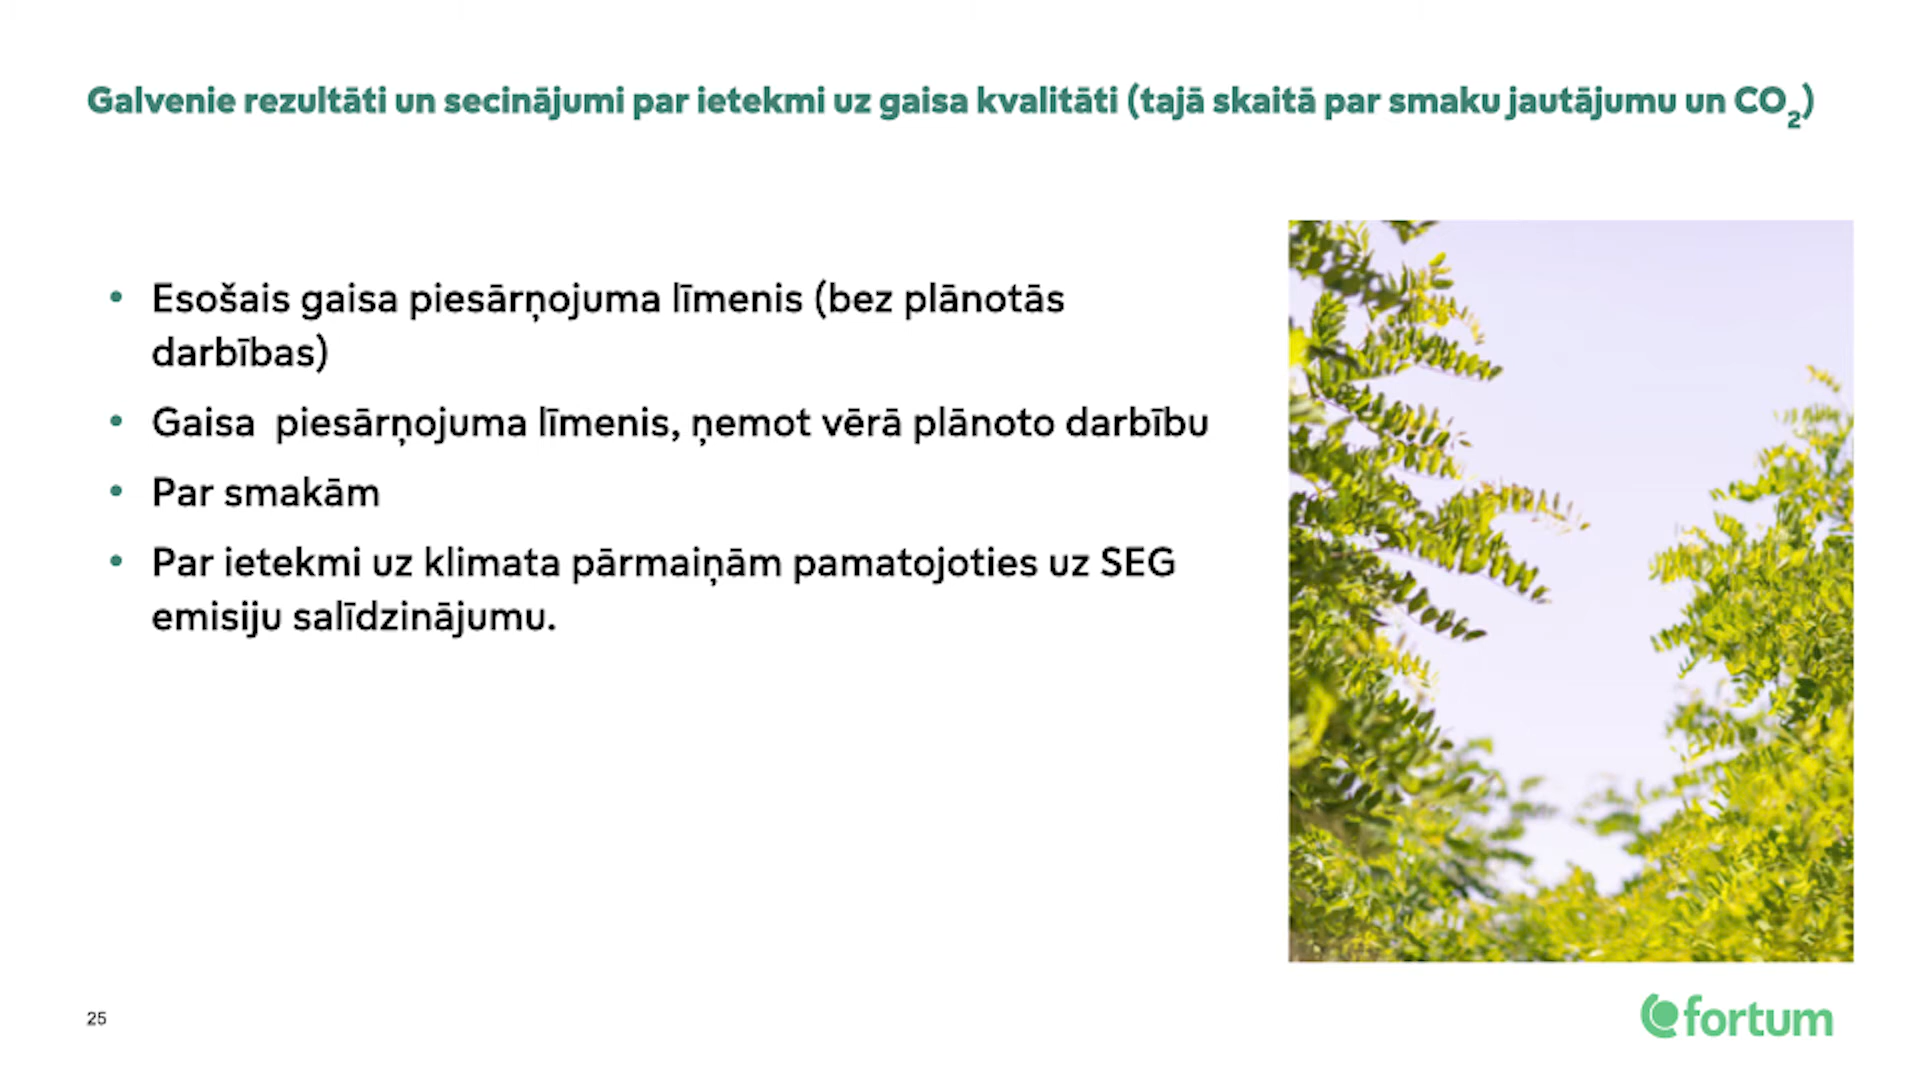 Galvenie rezultāti un secinājumi par ietekmi uz gaisa kvalitāti (tajā skaitā par smaku jautājumu un CO₂)
• Esošais gaisa piesārņojuma līmenis (bez plānotās
darbības)
• Gaisa  piesārņojuma līmenis, ņemot vērā plānoto darbību
• Par smakām
• Par ietekmi uz klimata pārmaiņām pamatojoties uz SEG
emisiju salīdzinājumu.
25
fortum